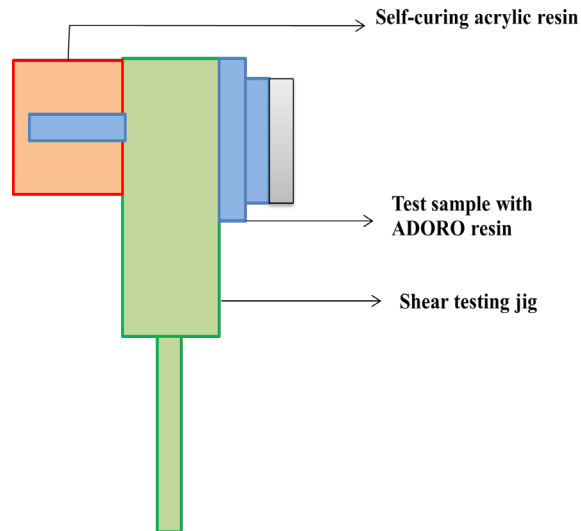 Self-curing acrylic resin
Test sample with
ADORO resin
Shear testing jig